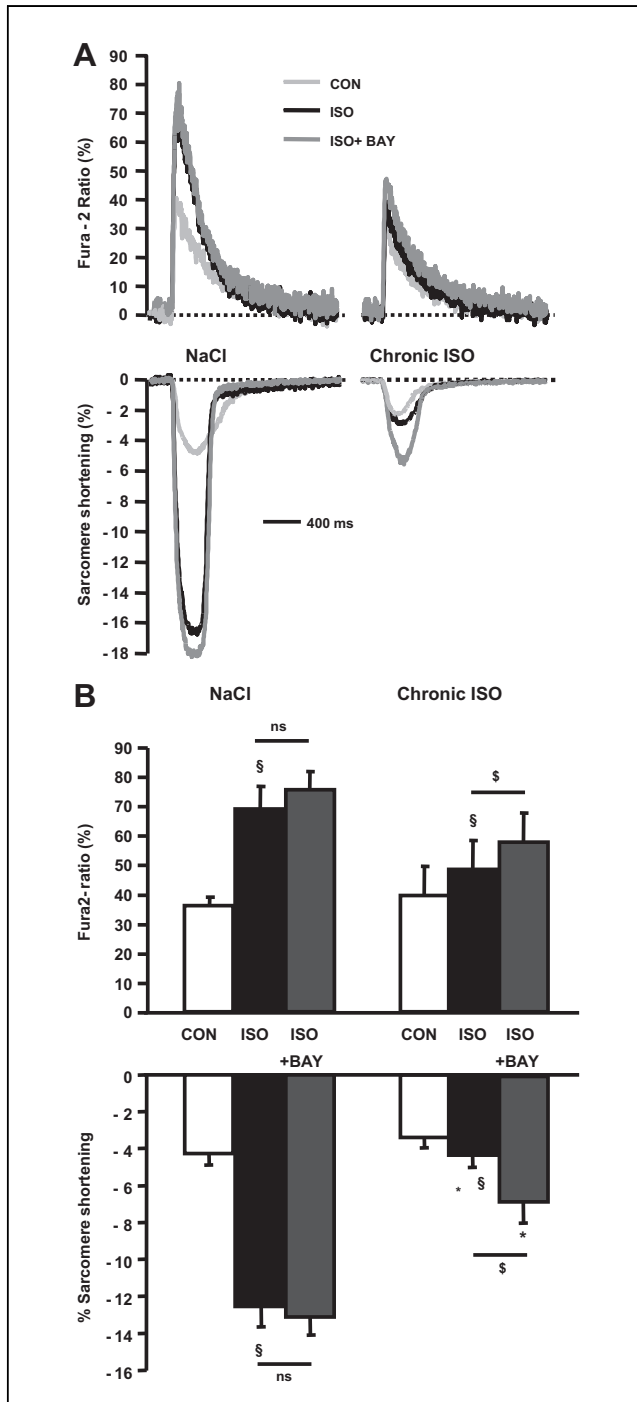 A
90
80
70
60
50
40
30
20
10
0
Fura - 2 Ratio (%)
CON
ISO
ISO+ BAY
NaCl
Chronic ISO
0
- 2
- 4
- 6
- 8
- 10
- 12
- 14
- 16
- 18
Sarcomere shortening (%)
400 ms
B
NaCl
Chronic ISO
90
80
70
60
50
40
30
20
10
0
Fura2- ratio (%)
ns
§
$
§
CON
ISO
ISO
+BAY
CON
ISO
ISO
+BAY
0
- 2
- 4
- 6
- 8
- 10
- 12
- 14
- 16
% Sarcomere shortening
* §
*
$
§
ns